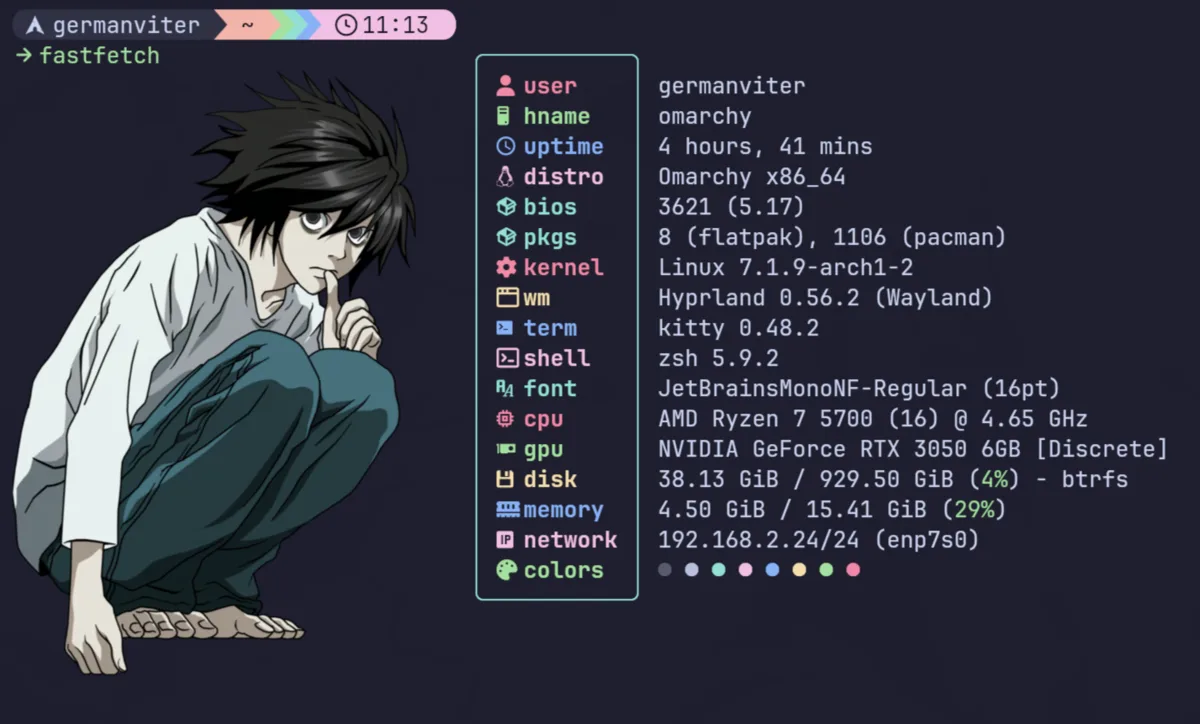 germanviter ~ 11:13
→ fastfetch
user germanviter
hname omarchy
uptime 4 hours, 41 mins
distro Omarchy x86_64
bios 3621 (5.17)
pkgs 8 (flatpak), 1106 (pacman)
kernel Linux 7.1.9-arch1-2
wm Hyprland 0.56.2 (Wayland)
term kitty 0.48.2
shell zsh 5.9.2
font JetBrainsMonoNF-Regular (16pt)
cpu AMD Ryzen 7 5700 (16) @ 4.65 GHz
gpu NVIDIA GeForce RTX 3050 6GB [Discrete]
disk 38.13 GiB / 929.50 GiB (4%) - btrfs
memory 4.50 GiB / 15.41 GiB (29%)
network 192.168.2.24/24 (enp7s0)
colors